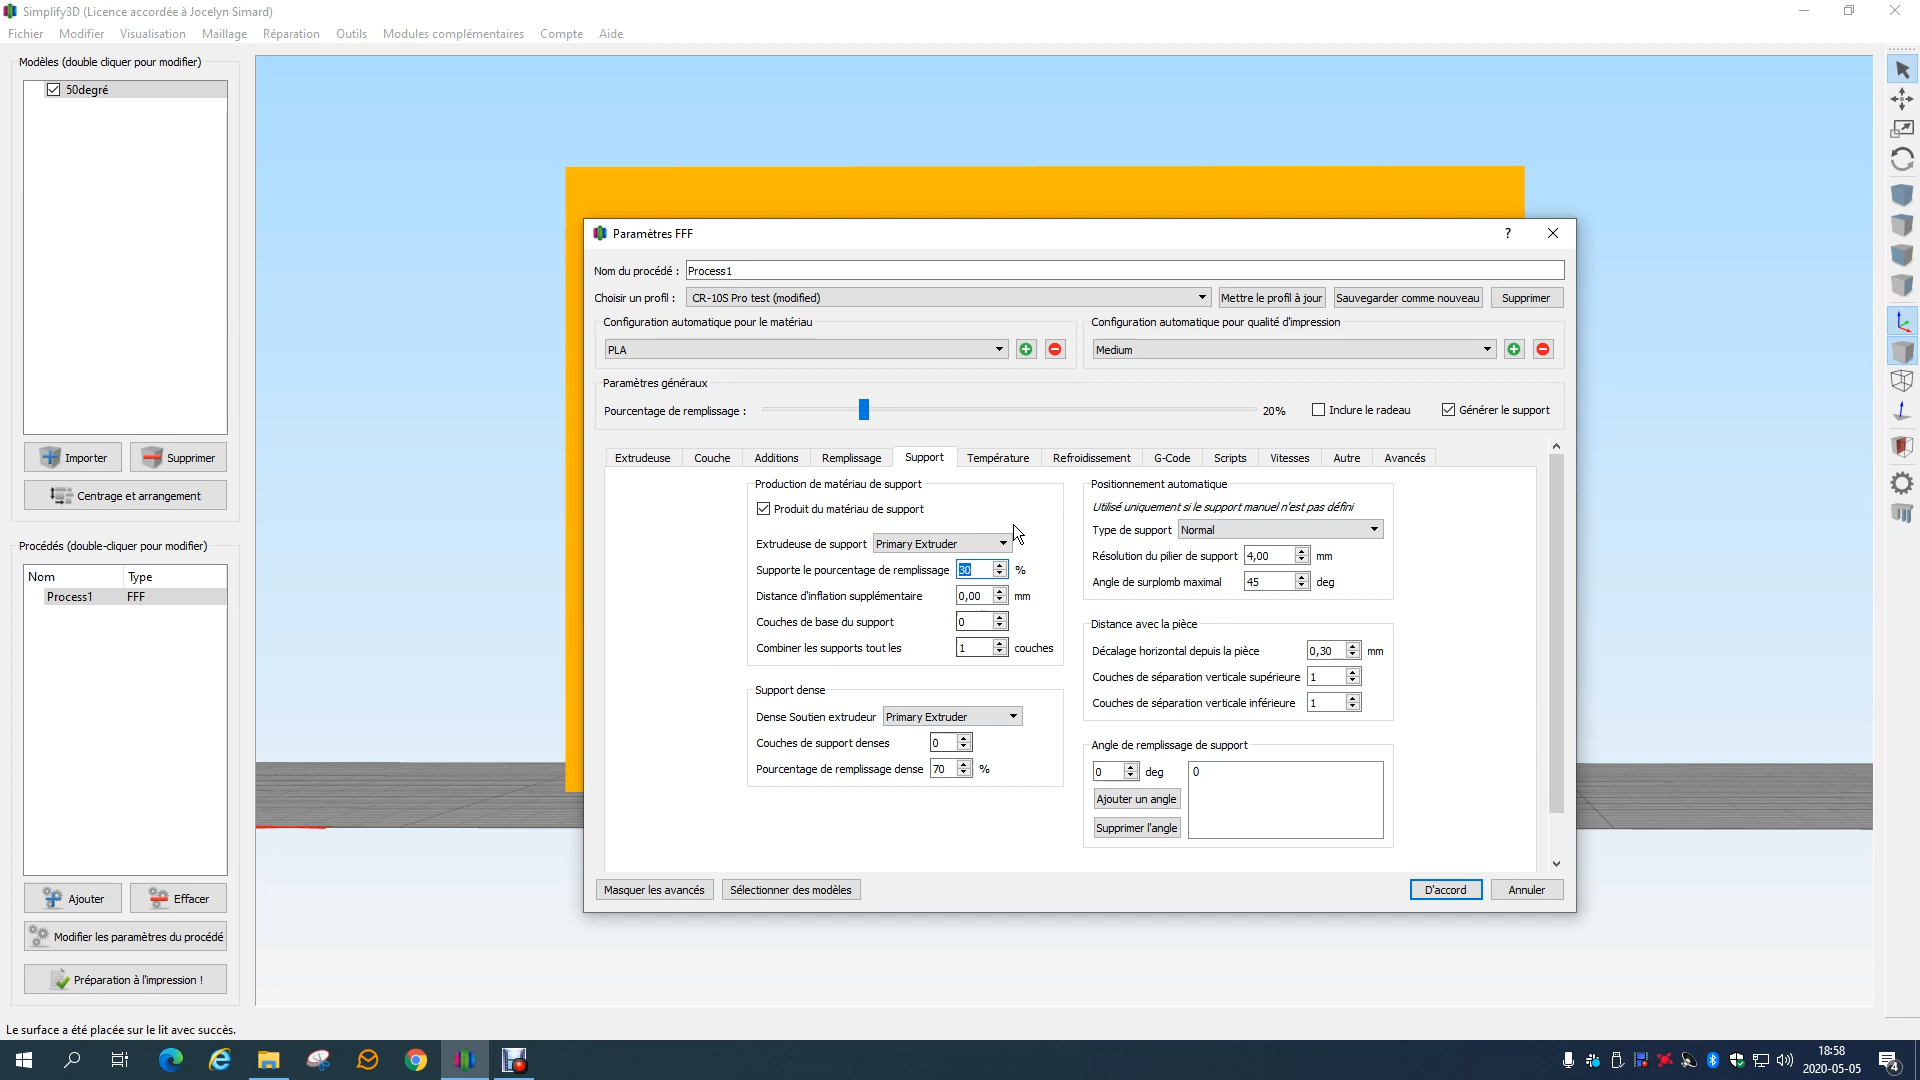 Simplify3D (Licence accordée à Jocelyn Simard)
Fichier Modifier Visualisation Maillage Réparation Outils Modules complémentaires Compte Aide
Modèles (double cliquer pour modifier)
50degré
Importer Supprimer
Centrage et arrangement
Procédés (double-cliquer pour modifier)
Nom Type
Process1 FFF
Ajouter Effacer
Modifier les paramètres du procédé
Préparation à l'impression !
Le surface a été placée sur le lit avec succès.
Paramètres FFF ?
Nom du procédé : Process1
Choisir un profil : CR-10S Pro test (modified) Mettre le profil à jour Sauvegarder comme nouveau Supprimer
Configuration automatique pour le matériau
PLA
Configuration automatique pour qualité d'impression
Medium
Paramètres généraux
Pourcentage de remplissage : 20% Inclure le radeau Générer le support
Extrudeuse Couche Additions Remplissage Support Température Refroidissement G-Code Scripts Vitesses Autre Avancés
Production de matériau de support
Produit du matériau de support
Extrudeuse de support Primary Extruder
Supporte le pourcentage de remplissage 30 %
Distance d'inflation supplémentaire 0,00 mm
Couches de base du support 0
Combiner les supports tout les 1 couches
Support dense
Dense Soutien extrudeur Primary Extruder
Couches de support denses 0
Pourcentage de remplissage dense 70 %
Positionnement automatique
Utilisé uniquement si le support manuel n'est pas défini
Type de support Normal
Résolution du pilier de support 4,00 mm
Angle de surplomb maximal 45 deg
Distance avec la pièce
Décalage horizontal depuis la pièce 0,30 mm
Couches de séparation verticale supérieure 1
Couches de séparation verticale inférieure 1
Angle de remplissage de support
0 deg 0
Ajouter un angle
Supprimer l'angle
Masquer les avancés Sélectionner des modèles D'accord Annuler
18:58
2020-05-05
4